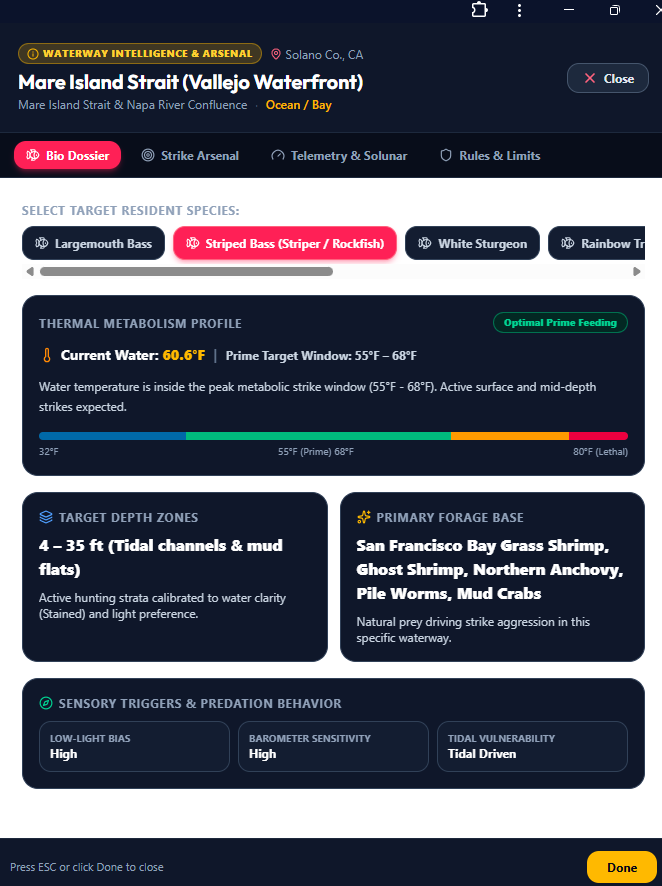 WATERWAY INTELLIGENCE & ARSENAL
Solano Co., CA
Mare Island Strait (Vallejo Waterfront)
Close
Mare Island Strait & Napa River Confluence · Ocean / Bay
Bio Dossier
Strike Arsenal
Telemetry & Solunar
Rules & Limits
SELECT TARGET RESIDENT SPECIES:
Largemouth Bass
Striped Bass (Striper / Rockfish)
White Sturgeon
Rainbow Tr
THERMAL METABOLISM PROFILE
Optimal Prime Feeding
Current Water: 60.6°F | Prime Target Window: 55°F – 68°F
Water temperature is inside the peak metabolic strike window (55°F - 68°F). Active surface and mid-depth
strikes expected.
32°F
55°F (Prime) 68°F
80°F (Lethal)
TARGET DEPTH ZONES
4 – 35 ft (Tidal channels & mud
flats)
Active hunting strata calibrated to water clarity
(Stained) and light preference.
PRIMARY FORAGE BASE
San Francisco Bay Grass Shrimp,
Ghost Shrimp, Northern Anchovy,
Pile Worms, Mud Crabs
Natural prey driving strike aggression in this
specific waterway.
SENSORY TRIGGERS & PREDATION BEHAVIOR
LOW-LIGHT BIAS
High
BAROMETER SENSITIVITY
High
TIDAL VULNERABILITY
Tidal Driven
Press ESC or click Done to close
Done